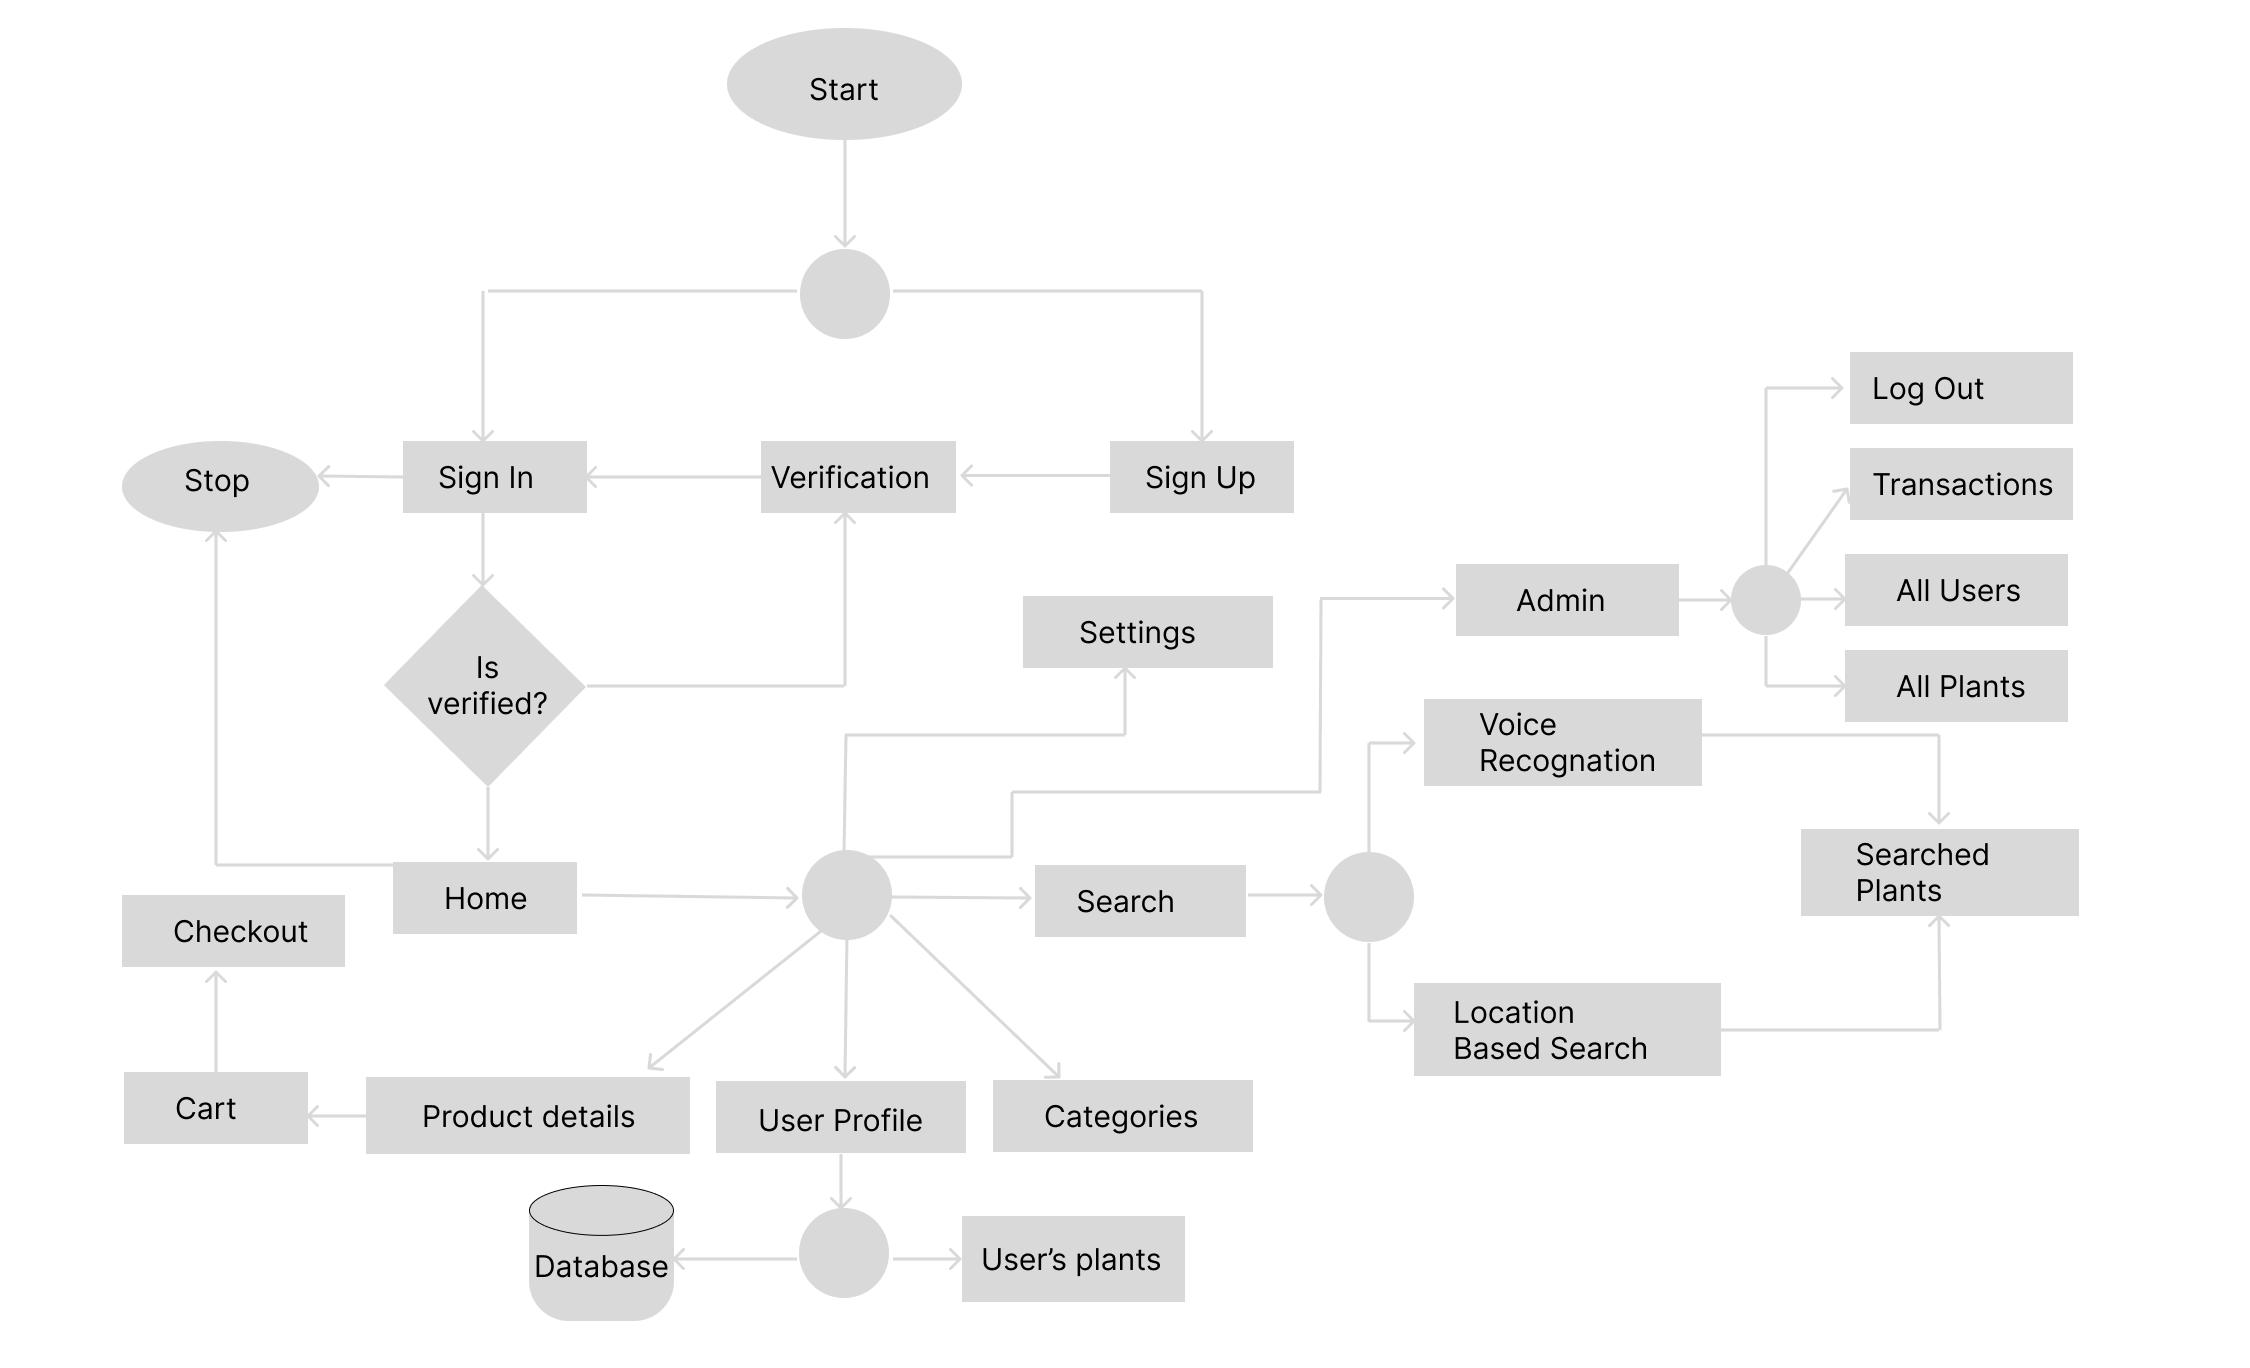 Start
Log Out
Stop
Sign In
Verification
Sign Up
Transactions
All Users
Admin
Settings
Is
verified?
All Plants
Voice
Recognation
Searched
Plants
Home
Search
Checkout
Location
Based Search
Cart
Product details
User Profile
Categories
Database
User’s plants